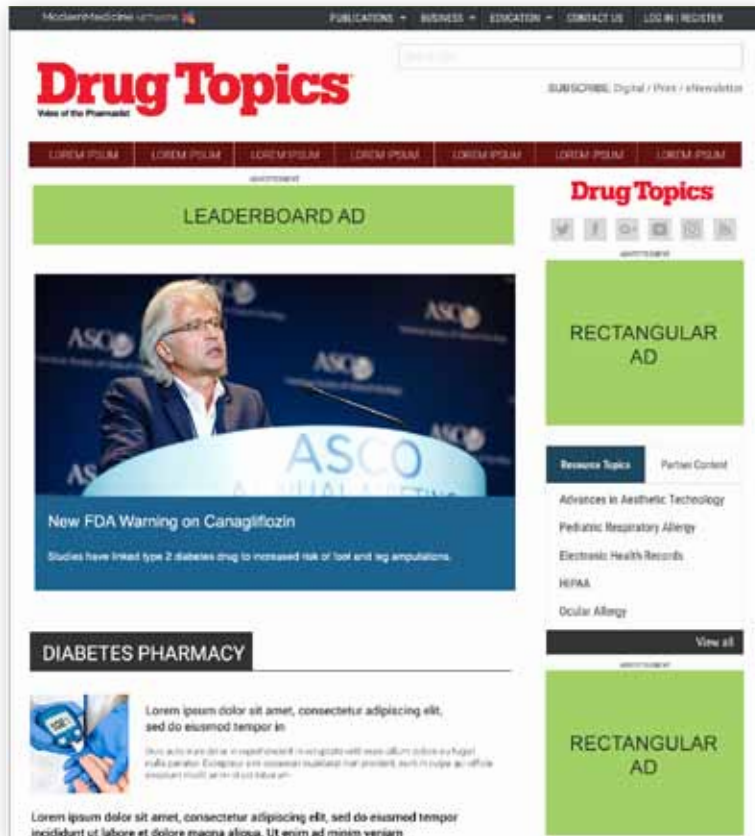 ModernMedicine NETWORK
PUBLICATIONS BUSINESS EDUCATION CONTACT US LOG IN | REGISTER
Drug Topics
Voice of the Pharmacist
SUBSCRIBE: Digital / Print / eNewsletter
LOREM IPSUM LOREM IPSUM LOREM IPSUM LOREM IPSUM LOREM IPSUM LOREM IPSUM LOREM IPSUM
ADVERTISEMENT
LEADERBOARD AD
Drug Topics
ADVERTISEMENT
RECTANGULAR
AD
ASCO
ASCO
ASCO
ASCO
ASCO
ASCO
ANNUAL MEETING
New FDA Warning on Canagliflozin
Studies have linked type 2 diabetes drug to increased risk of foot and leg amputations.
Resource Topics Partner Content
Advances in Aesthetic Technology
Pediatric Respiratory Allergy
Electronic Health Records
HIPAA
Ocular Allergy
View all
ADVERTISEMENT
RECTANGULAR
AD
DIABETES PHARMACY
Lorem ipsum dolor sit amet, consectetur adipiscing elit,
sed do eiusmod tempor in
Lorem ipsum dolor sit amet, consectetur adipiscing elit, sed do eiusmod tempor
incididunt ut labore et dolore magna aliqua. Ut enim ad minim veniam